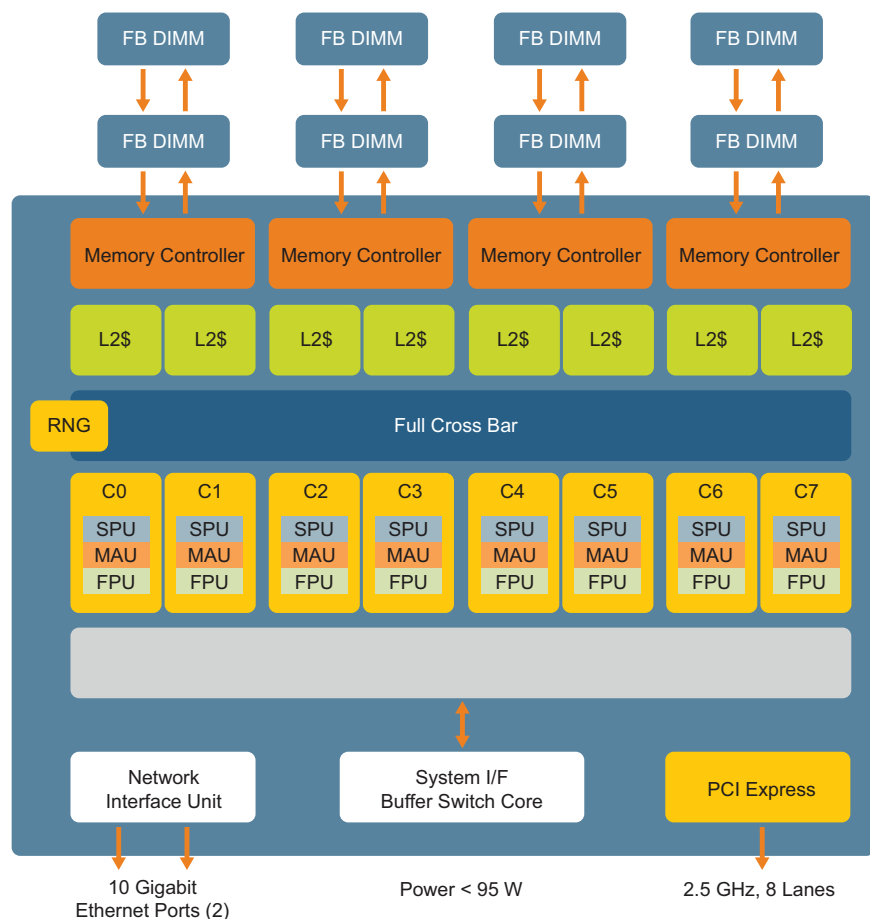 FB DIMM FB DIMM FB DIMM FB DIMM
FB DIMM FB DIMM FB DIMM FB DIMM
Memory Controller Memory Controller Memory Controller Memory Controller
L2$ L2$ L2$ L2$ L2$ L2$ L2$ L2$
RNG Full Cross Bar
C0 C1 C2 C3 C4 C5 C6 C7
SPU SPU SPU SPU SPU SPU SPU SPU
MAU MAU MAU MAU MAU MAU MAU MAU
FPU FPU FPU FPU FPU FPU FPU FPU
Network
Interface Unit
System I/F
Buffer Switch Core
PCI Express
10 Gigabit
Ethernet Ports (2)
Power < 95 W
2.5 GHz, 8 Lanes